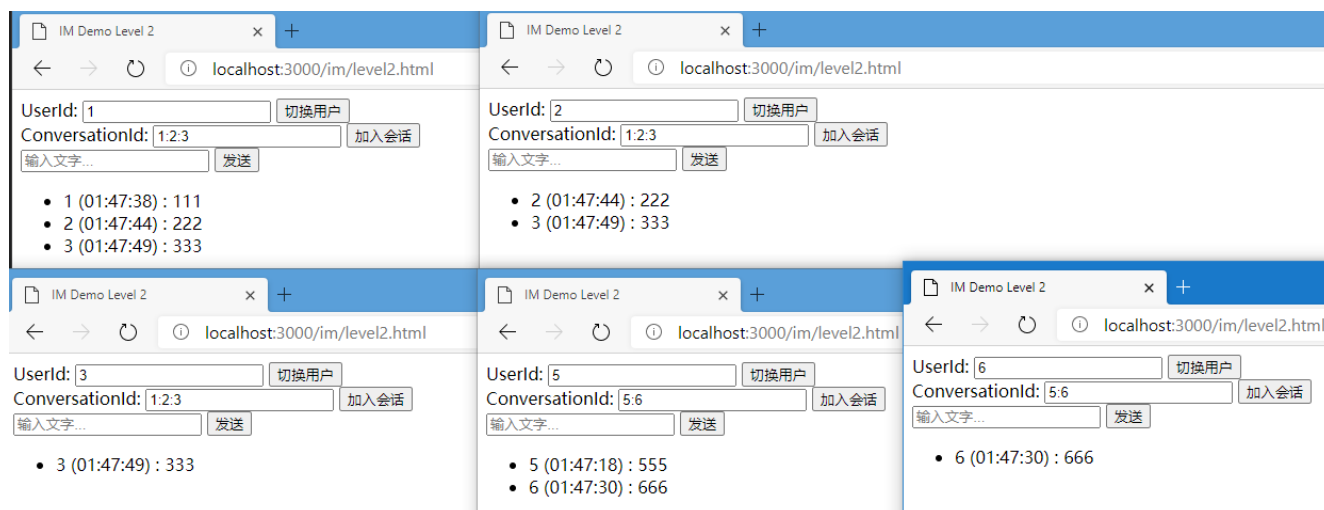 IM Demo Level 2
localhost:3000/im/level2.html
UserId: 1 切换用户
ConversationId: 1:2:3 加入会话
输入文字... 发送
1 (01:47:38) : 111
2 (01:47:44) : 222
3 (01:47:49) : 333
IM Demo Level 2
localhost:3000/im/level2.html
UserId: 2 切换用户
ConversationId: 1:2:3 加入会话
输入文字... 发送
2 (01:47:44) : 222
3 (01:47:49) : 333
IM Demo Level 2
localhost:3000/im/level2.html
UserId: 3 切换用户
ConversationId: 1:2:3 加入会话
输入文字... 发送
3 (01:47:49) : 333
IM Demo Level 2
localhost:3000/im/level2.html
UserId: 5 切换用户
ConversationId: 5:6 加入会话
输入文字... 发送
5 (01:47:18) : 555
6 (01:47:30) : 666
IM Demo Level 2
localhost:3000/im/level2.html
UserId: 6 切换用户
ConversationId: 5:6 加入会话
输入文字... 发送
6 (01:47:30) : 666